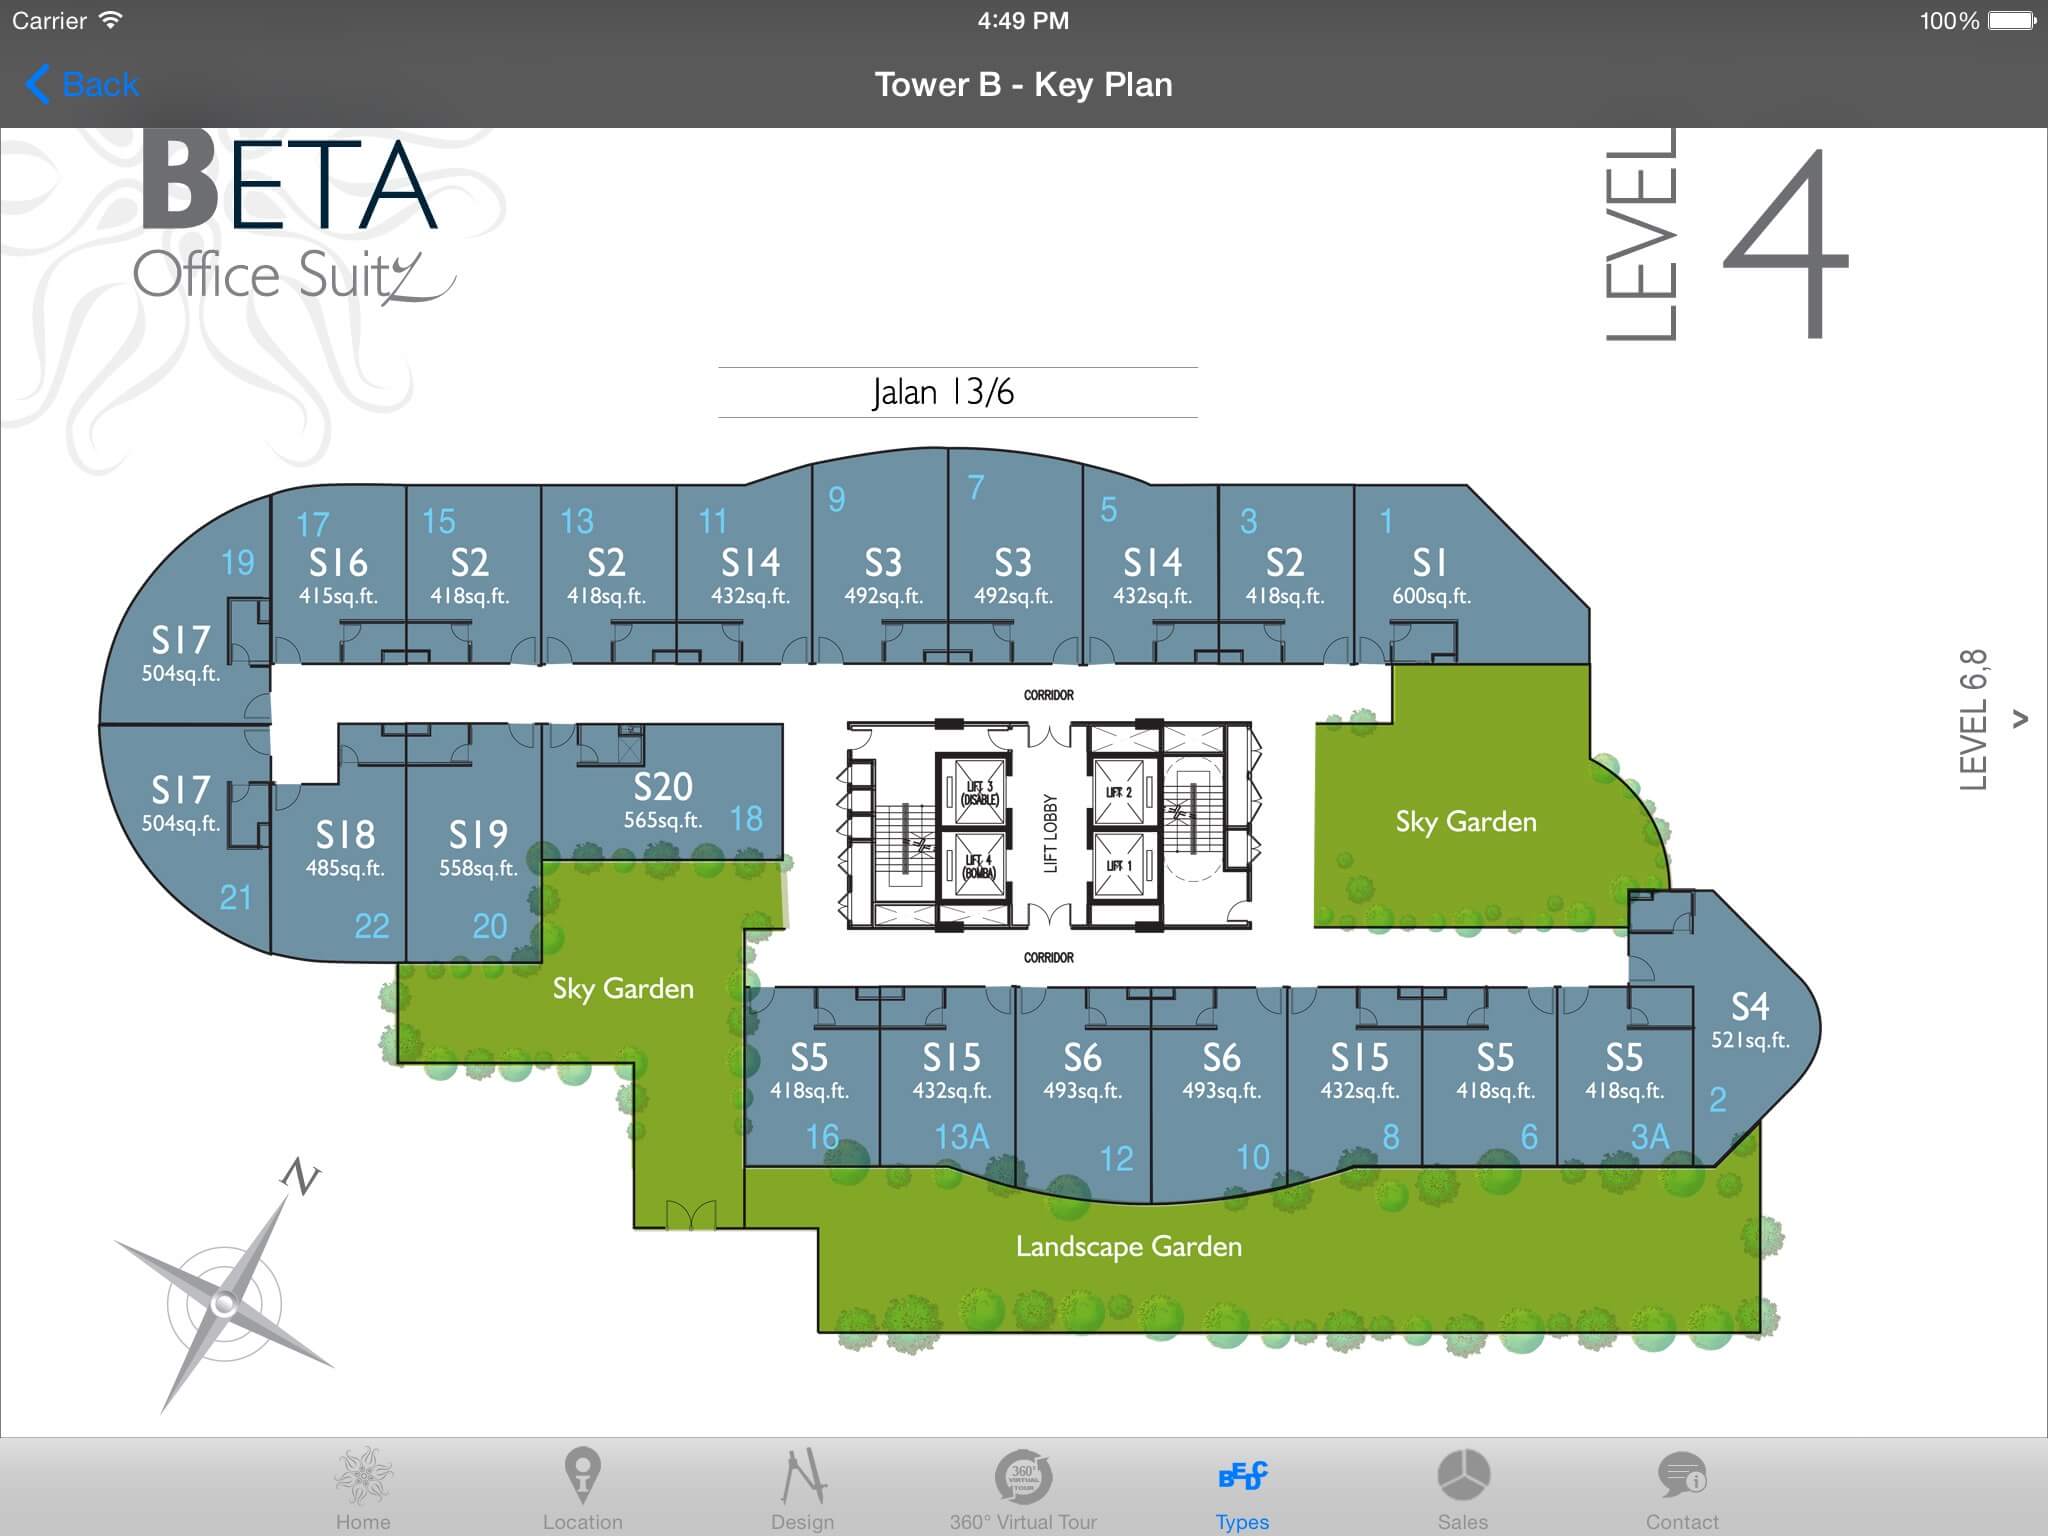 Carrier
4:49 PM
100%
Back
Tower B - Key Plan
BETA
Office Suitz
LEVEL
4
Jalan 13/6
19
S17
504sq.ft.
17
S16
415sq.ft.
15
S2
418sq.ft.
13
S2
418sq.ft.
11
S14
432sq.ft.
9
S3
492sq.ft.
7
S3
492sq.ft.
5
S14
432sq.ft.
3
S2
418sq.ft.
1
S1
600sq.ft.
CORRIDOR
LEVEL 6,8
>
S17
504sq.ft.
21
S18
485sq.ft.
22
S19
558sq.ft.
20
S20
565sq.ft.
18
LIFT 3
(DISABLE)
LIFT 4
(BOMBA)
LIFT LOBBY
LIFT 2
LIFT 1
Sky Garden
CORRIDOR
Sky Garden
S5
418sq.ft.
16
S15
432sq.ft.
13A
S6
493sq.ft.
12
S6
493sq.ft.
10
S15
432sq.ft.
8
S5
418sq.ft.
6
S5
418sq.ft.
3A
S4
521sq.ft.
2
Landscape Garden
N
360°
VIRTUAL
TOUR
BEDC
Home
Location
Design
360° Virtual Tour
Types
Sales
Contact